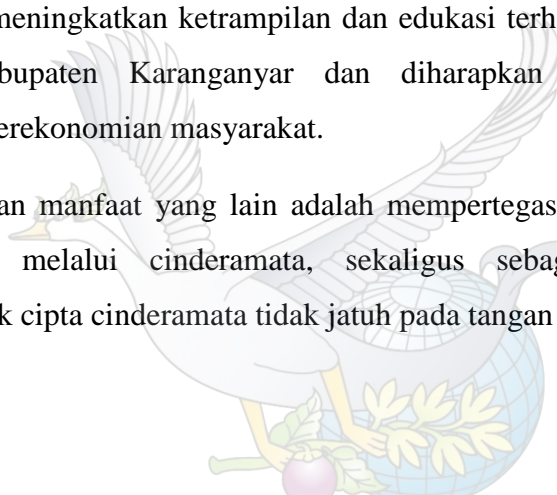 meningkatkan ketrampilan dan edukasi terh
bupaten Karanganyar dan diharapkan
erekonomian masyarakat.
an manfaat yang lain adalah mempertegas
melalui cinderamata, sekaligus sebag
k cipta cinderamata tidak jatuh pada tangan